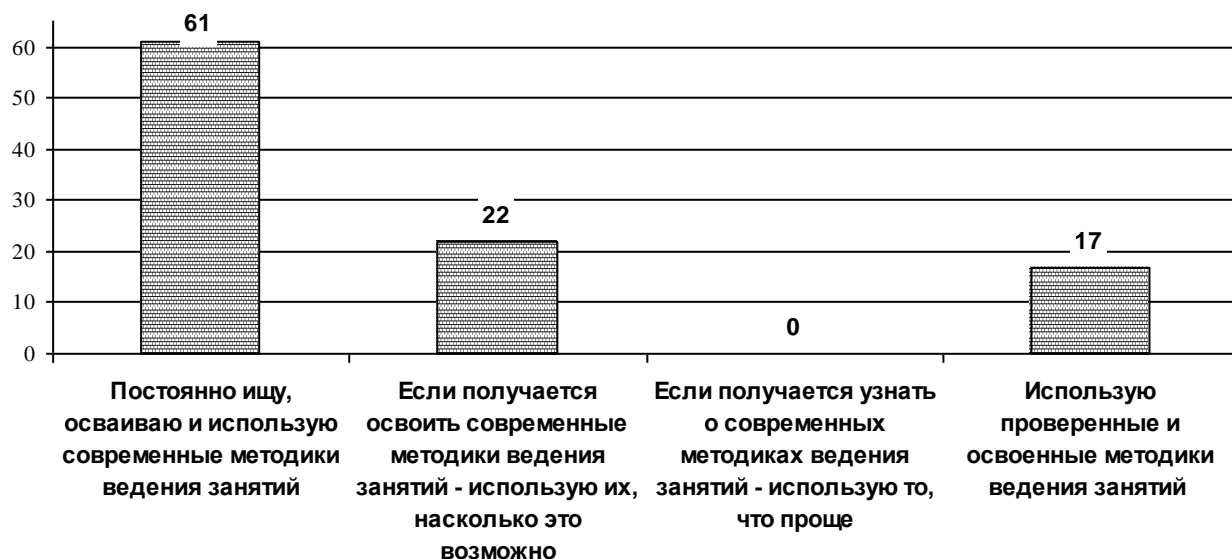 61
60
50
40
30
20
10
0
22
0
17
Постоянно ищу,
осваиваю и использую
современные методики
ведения занятий
Если получается
освоить современные
методики ведения
занятий - использую их,
насколько это
возможно
Если получается узнать
о современных
методиках ведения
занятий - использую то,
что проще
Использую
проверенные и
освоенные методики
ведения занятий